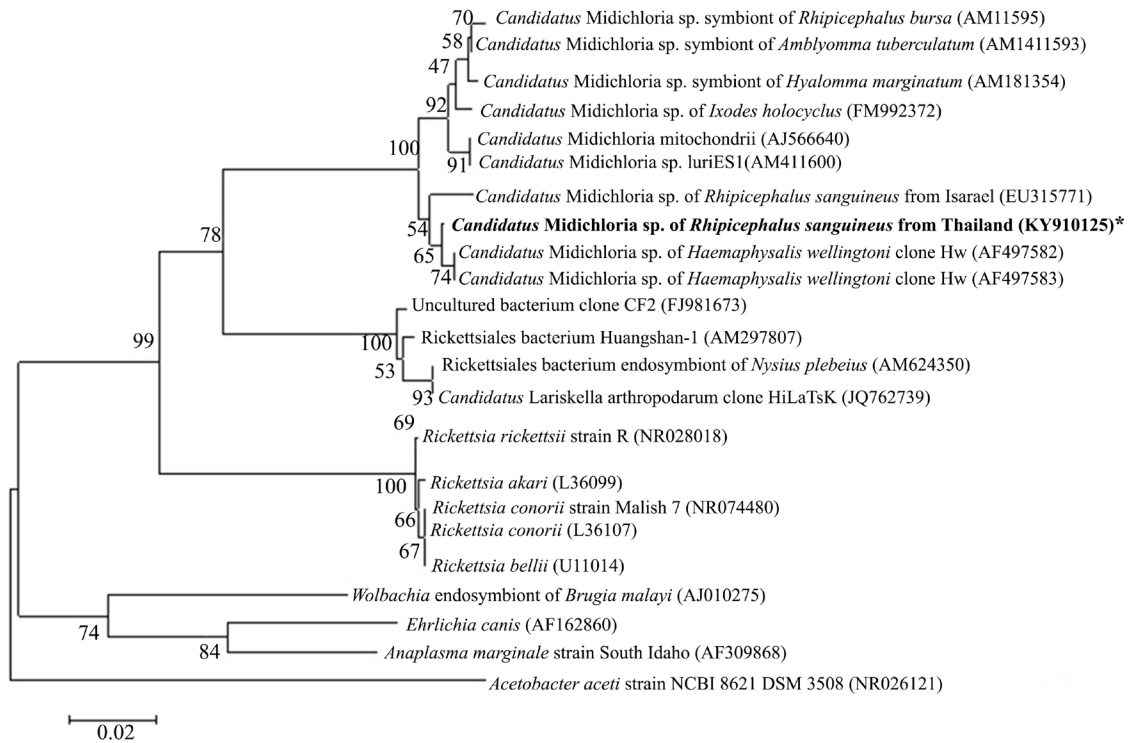 70
Candidatus Midichloria sp. symbiont of Rhipicephalus bursa (AM11595)
58
Candidatus Midichloria sp. symbiont of Amblyomma tuberculatum (AM1411593)
47
Candidatus Midichloria sp. symbiont of Hyalomma marginatum (AM181354)
92
Candidatus Midichloria sp. of Ixodes holocyclus (FM992372)
Candidatus Midichloria mitochondrii (AJ566640)
100
91
Candidatus Midichloria sp. luriES1(AM411600)
Candidatus Midichloria sp. of Rhipicephalus sanguineus from Isarael (EU315771)
54
Candidatus Midichloria sp. of Rhipicephalus sanguineus from Thailand (KY910125)*
78
65
Candidatus Midichloria sp. of Haemaphysalis wellingtoni clone Hw (AF497582)
74
Candidatus Midichloria sp. of Haemaphysalis wellingtoni clone Hw (AF497583)
Uncultured bacterium clone CF2 (FJ981673)
99
100
Rickettsiales bacterium Huangshan-1 (AM297807)
53
Rickettsiales bacterium endosymbiont of Nysius plebeius (AM624350)
93
Candidatus Lariskella arthropodarum clone HiLaTsK (JQ762739)
69
Rickettsia rickettsii strain R (NR028018)
100
Rickettsia akari (L36099)
Rickettsia conorii strain Malish 7 (NR074480)
66
Rickettsia conorii (L36107)
67
Rickettsia bellii (U11014)
Wolbachia endosymbiont of Brugia malayi (AJ010275)
74
Ehrlichia canis (AF162860)
84
Anaplasma marginale strain South Idaho (AF309868)
Acetobacter aceti strain NCBI 8621 DSM 3508 (NR026121)
0.02